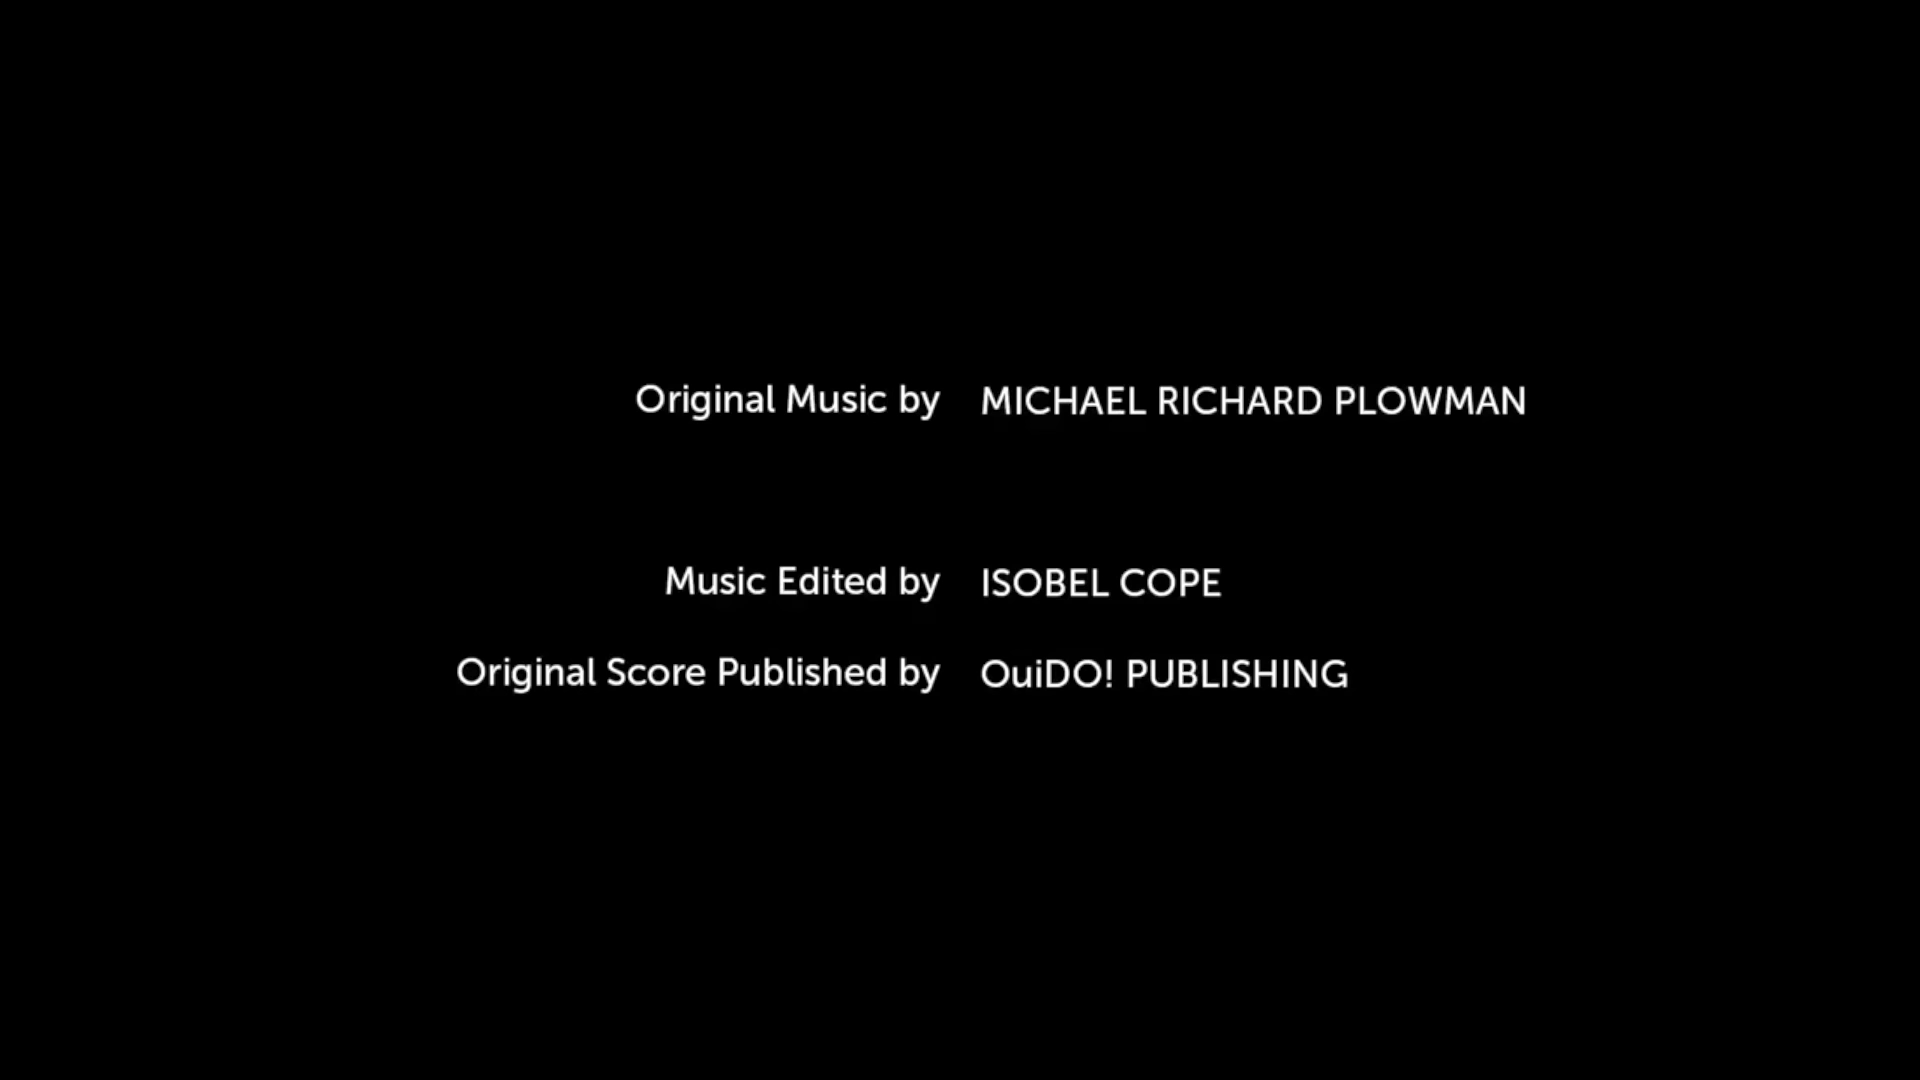 Original Music by MICHAEL RICHARD PLOWMAN
Music Edited by ISOBEL COPE
Original Score Published by OuiDO! PUBLISHING